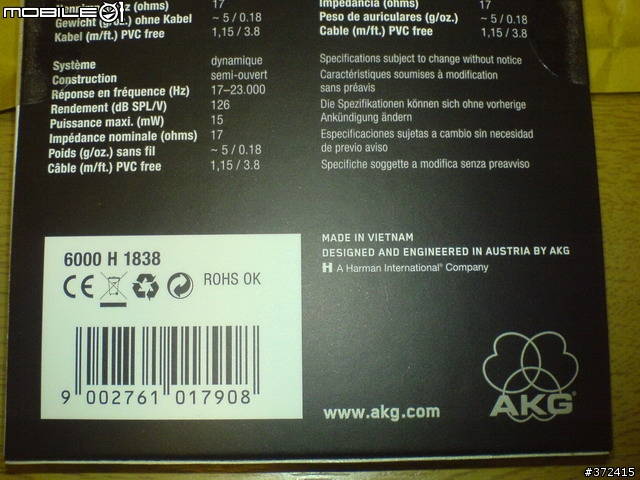 MOBILE01
(ohms) 17
Gewicht (g/oz.) ohne Kabel ~ 5 / 0.18
Kabel (m/ft.) PVC free 1,15 / 3.8
Impedancia (ohms) 17
Peso de auriculares (g/oz.) ~ 5 / 0.18
Cable (m/ft.) PVC free 1,15 / 3.8
Système dynamique
Construction semi-ouvert
Réponse en fréquence (Hz) 17–23.000
Rendement (dB SPL/V) 126
Puissance maxi. (mW) 15
Impédance nominale (ohms) 17
Poids (g/oz.) sans fil ~ 5 / 0.18
Câble (m/ft.) PVC free 1,15 / 3.8
Specifications subject to change without notice
Caractéristiques soumises à modification
sans préavis
Die Spezifikationen können sich ohne vorherige
Ankündigung ändern
Especificaciones sujetas a cambio sin necesidad
de previo aviso
Specifiche soggette a modifica senza preavviso
6000 H 1838
CE ROHS OK
9 002761 017908
MADE IN VIETNAM
DESIGNED AND ENGINEERED IN AUSTRIA BY AKG
H A Harman International® Company
www.akg.com
AKG®
#372415